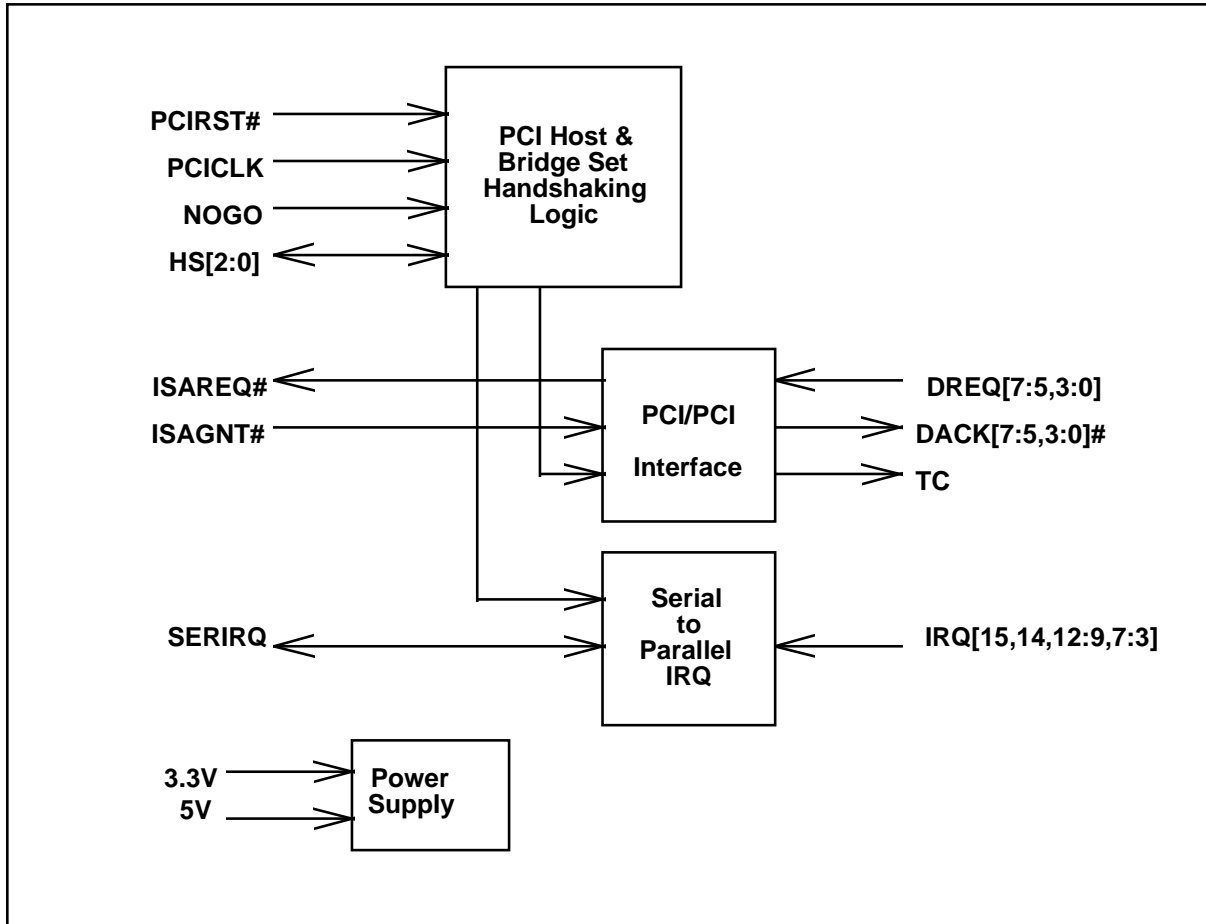 PCIRST#
PCICLK
NOGO
HS[2:0]
PCI Host &
Bridge Set
Handshaking
Logic
ISAREQ#
ISAGNT#
PCI/PCI
Interface
DREQ[7:5,3:0]
DACK[7:5,3:0]#
TC
SERIRQ
Serial
to
Parallel
IRQ
IRQ[15,14,12:9,7:3]
3.3V
5V
Power
Supply